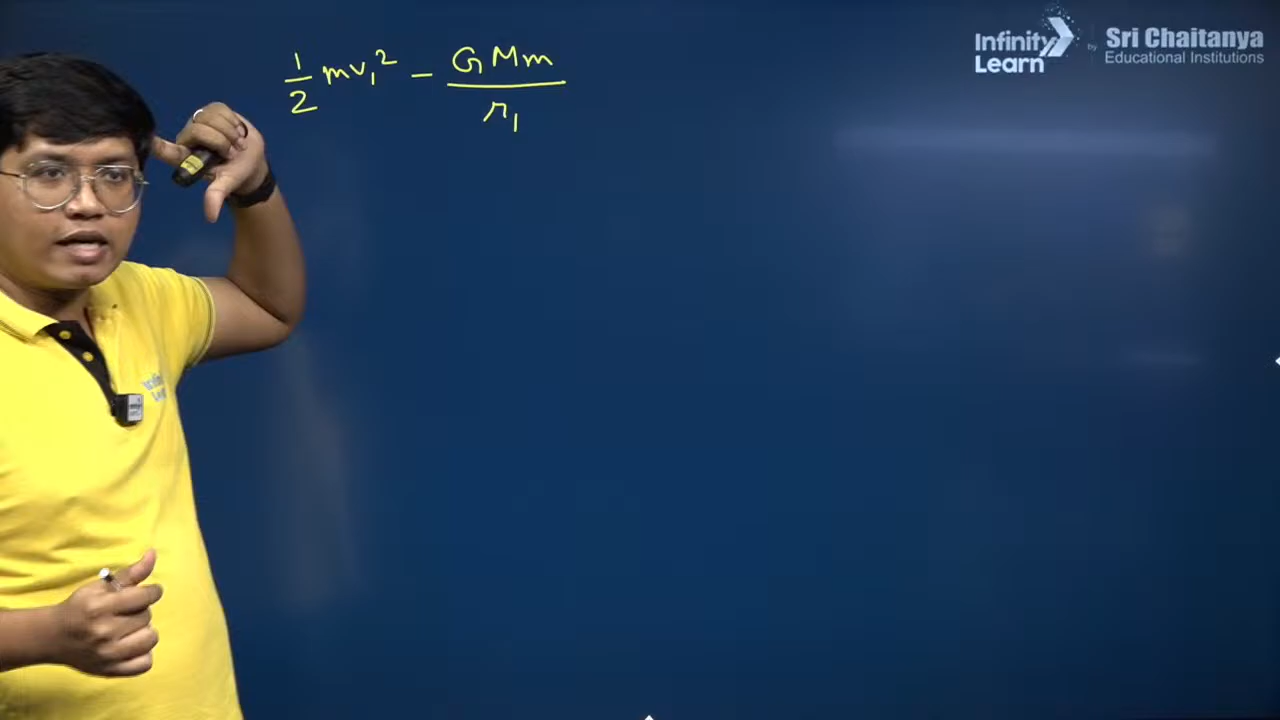 ½ mv₁² − GMm/r₁
Infinity Learn by Sri Chaitanya Educational Institutions